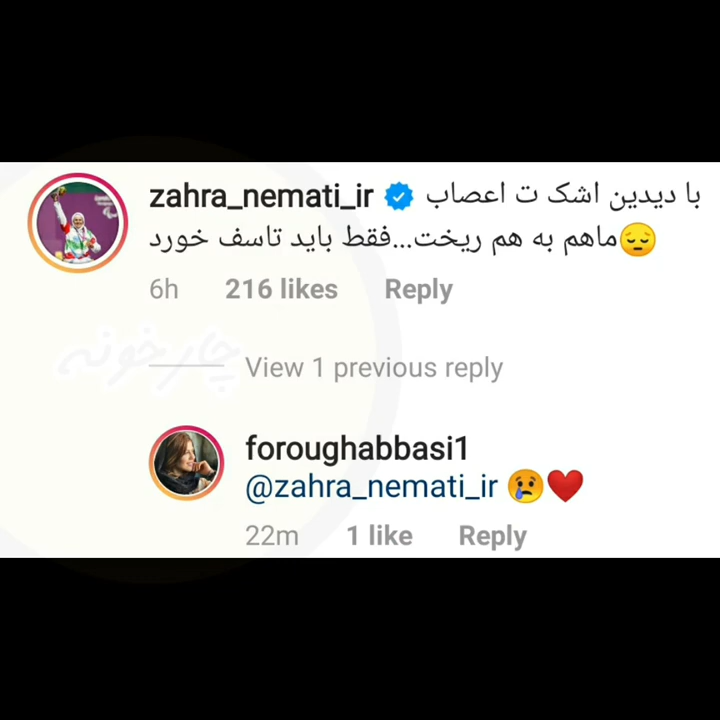 zahra_nemati_ir با دیدین اشک ت اعصاب
ماهم به هم ریخت...فقط باید تاسف خورد😔
6h 216 likes Reply
چارخونه
View 1 previous reply
foroughabbasi1
@zahra_nemati_ir 😢❤️
22m 1 like Reply